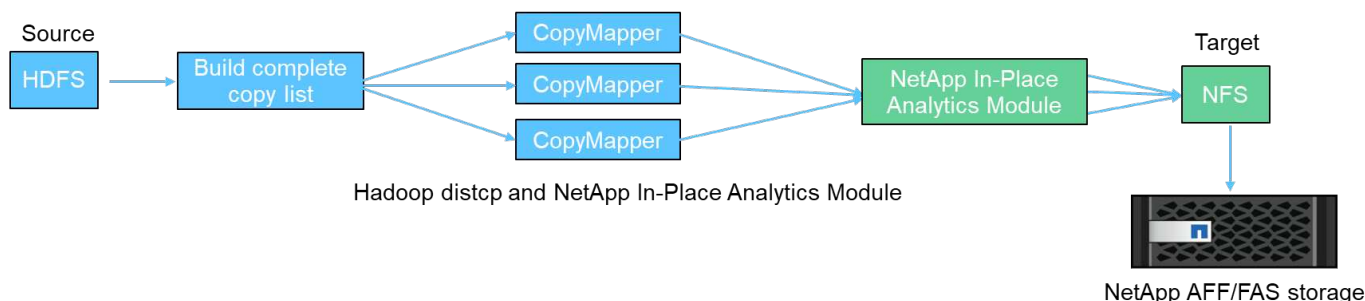 Source
HDFS
Build complete
copy list
CopyMapper
CopyMapper
CopyMapper
NetApp In-Place
Analytics Module
Target
NFS
Hadoop distcp and NetApp In-Place Analytics Module
NetApp AFF/FAS storage